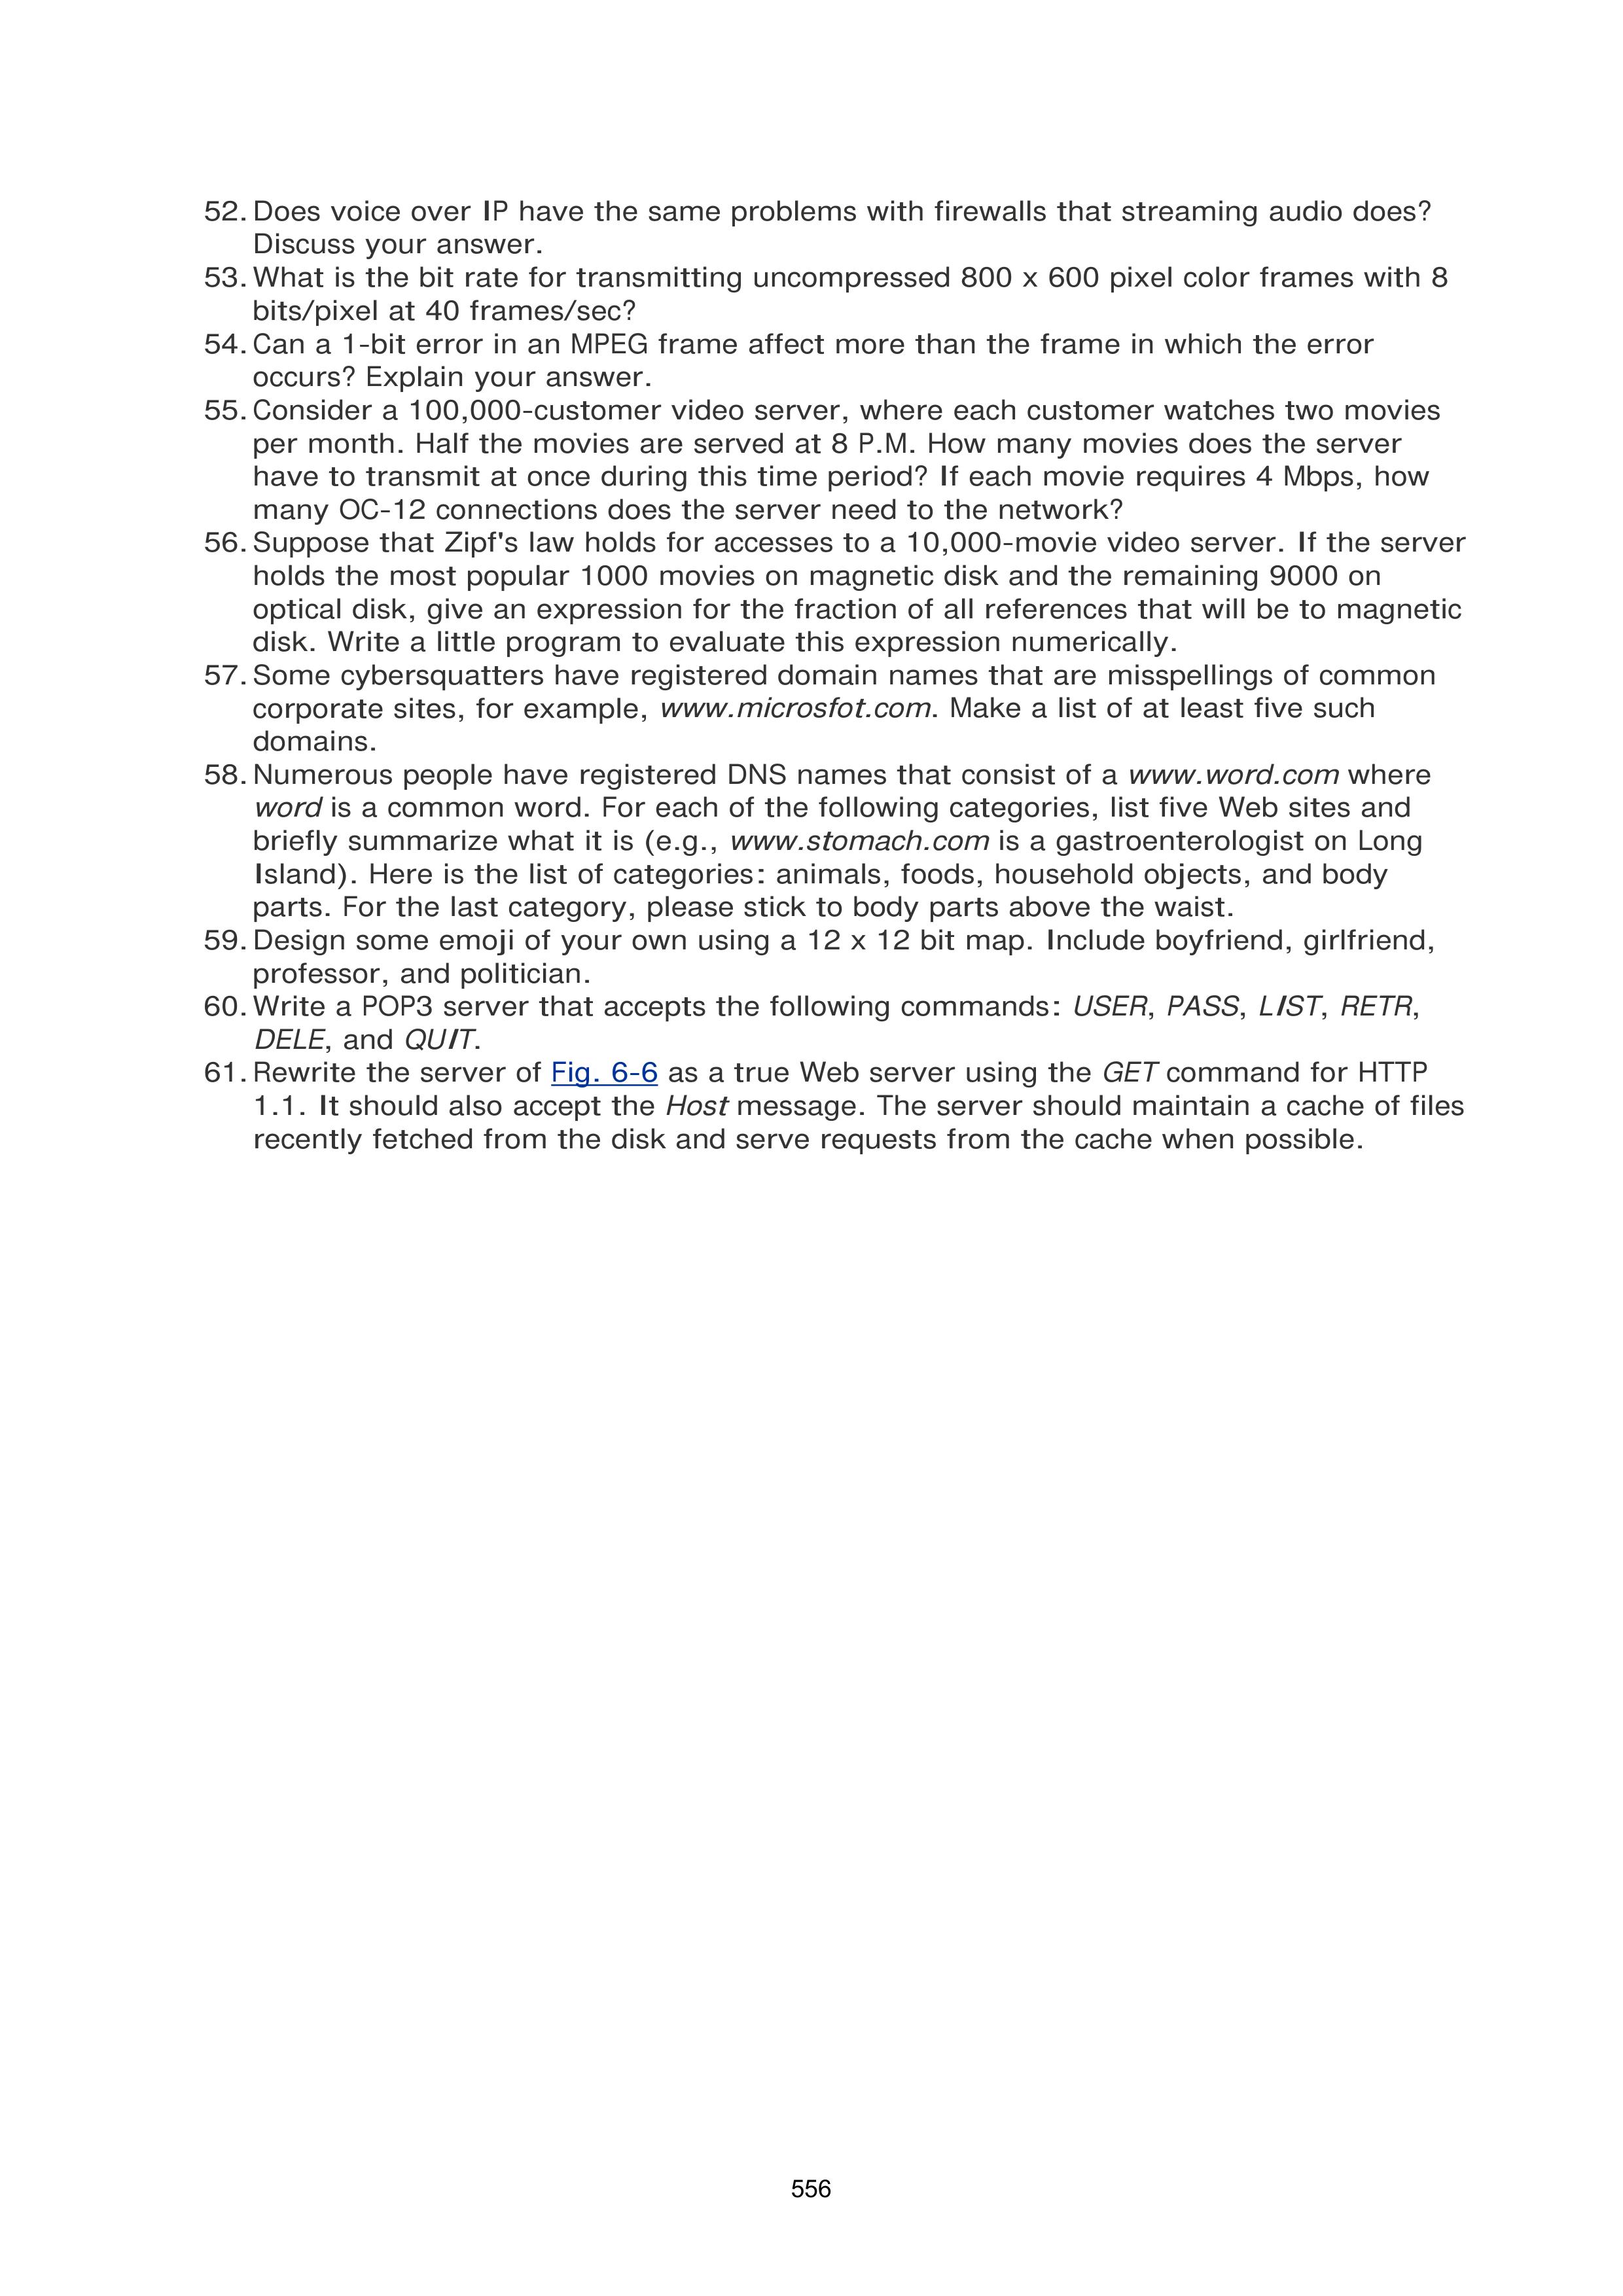 52. Does voice over IP have the same problems with firewalls that streaming audio does?
Discuss your answer.
53. What is the bit rate for transmitting uncompressed 800 x 600 pixel color frames with 8
bits/pixel at 40 frames/sec?
54. Can a 1-bit error in an MPEG frame affect more than the frame in which the error
occurs? Explain your answer.
55. Consider a 100,000-customer video server, where each customer watches two movies
per month. Half the movies are served at 8 P.M. How many movies does the server
have to transmit at once during this time period? If each movie requires 4 Mbps, how
many OC-12 connections does the server need to the network?
56. Suppose that Zipf's law holds for accesses to a 10,000-movie video server. If the server
holds the most popular 1000 movies on magnetic disk and the remaining 9000 on
optical disk, give an expression for the fraction of all references that will be to magnetic
disk. Write a little program to evaluate this expression numerically.
57. Some cybersquatters have registered domain names that are misspellings of common
corporate sites, for example, www.microsfot.com. Make a list of at least five such
domains.
58. Numerous people have registered DNS names that consist of a www.word.com where
word is a common word. For each of the following categories, list five Web sites and
briefly summarize what it is (e.g., www.stomach.com is a gastroenterologist on Long
Island). Here is the list of categories: animals, foods, household objects, and body
parts. For the last category, please stick to body parts above the waist.
59. Design some emoji of your own using a 12 x 12 bit map. Include boyfriend, girlfriend,
professor, and politician.
60. Write a POP3 server that accepts the following commands: USER, PASS, LIST, RETR,
DELE, and QUIT.
61. Rewrite the server of Fig. 6-6 as a true Web server using the GET command for HTTP
1.1. It should also accept the Host message. The server should maintain a cache of files
recently fetched from the disk and serve requests from the cache when possible.
556